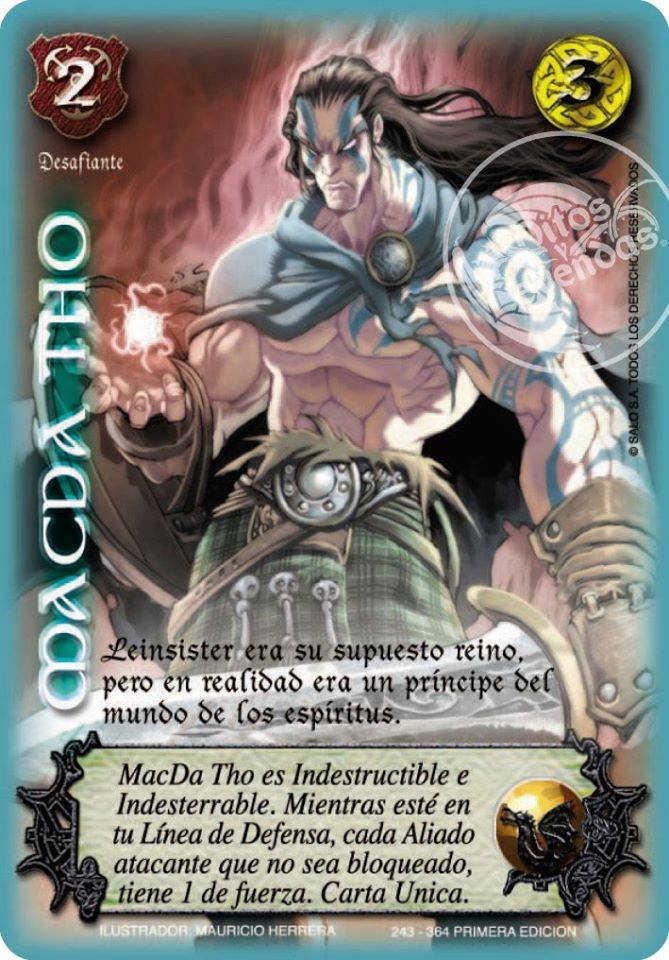 2
3
Desafiante
MACDA THO
Mitos y
Leyendas
© SALO S.A. TODOS LOS DERECHOS RESERVADOS
Leinsister era su supuesto reino,
pero en realidad era un príncipe del
mundo de los espíritus.
MacDa Tho es Indestructible e
Indesterrable. Mientras esté en
tu Línea de Defensa, cada Aliado
atacante que no sea bloqueado,
tiene 1 de fuerza. Carta Unica.
ILUSTRADOR: MAURICIO HERRERA
243 - 364 PRIMERA EDICION